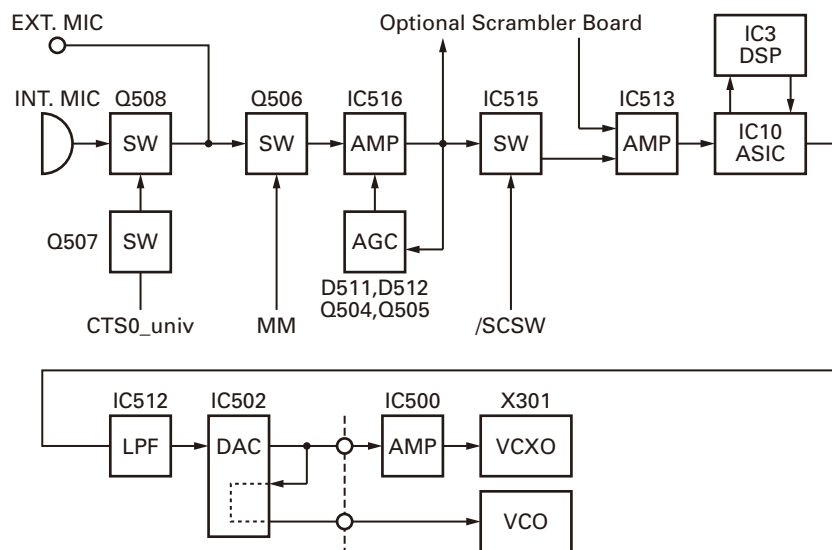 EXT. MIC
Optional Scrambler Board
IC3
DSP
INT. MIC
Q508
SW
Q506
SW
IC516
AMP
IC515
SW
IC513
AMP
IC10
ASIC
Q507
SW
AGC
D511,D512
Q504,Q505
CTS0_univ
MM
/SCSW
IC512
LPF
IC502
DAC
IC500
AMP
X301
VCXO
VCO